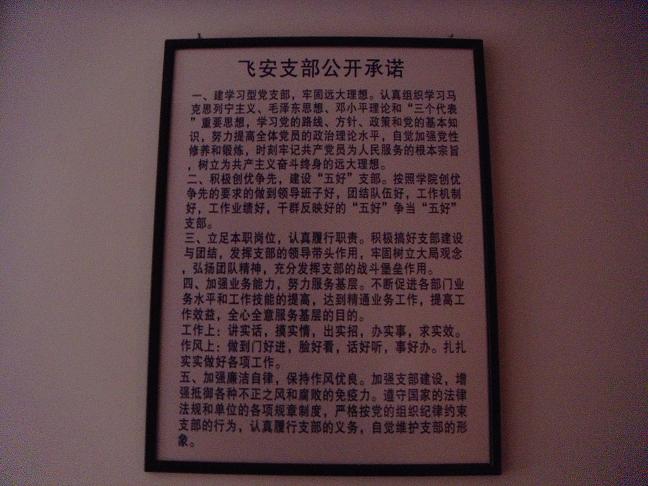 飞安支部公开承诺
一、建学习型党支部，牢固远大理想。认真组织学习马
克思列宁主义、毛泽东思想、邓小平理论和“三个代表
”重要思想，学习党的路线、方针、政策和党的基本知
识，努力提高全体党员的政治理论水平，自觉加强党性
修养和锻炼，时刻牢记共产党员为人民服务的根本宗旨
，树立为共产主义奋斗终身的远大理想。
二、积极创优争先，建设“五好”支部。按照学院创优
争先的要求的做到领导班子好，团结队伍好，工作机制
好，工作业绩好，干群反映好的“五好”争当“五好”
支部。
三、立足本职岗位，认真履行职责。积极搞好支部建设
与团结，发挥支部的领导带头作用，牢固树立大局观念
，弘扬团队精神，充分发挥支部的战斗堡垒作用。
四、加强业务能力，努力服务基层。不断促进各部门业
务水平和工作技能的提高，达到精通业务工作，提高工
作效益，全心全意服务基层的目的。
工作上：讲实话，摸实情，出实招，办实事，求实效。
作风上：做到门好进，脸好看，话好听，事好办。扎扎
实实做好各项工作。
五、加强廉洁自律，保持作风优良。加强支部建设，增
强抵御各种不正之风和腐败的免疫力。遵守国家的法律
法规和单位的各项规章制度，严格按党的组织纪律约束
支部的行为，认真履行支部的义务，自觉维护支部的形
象。